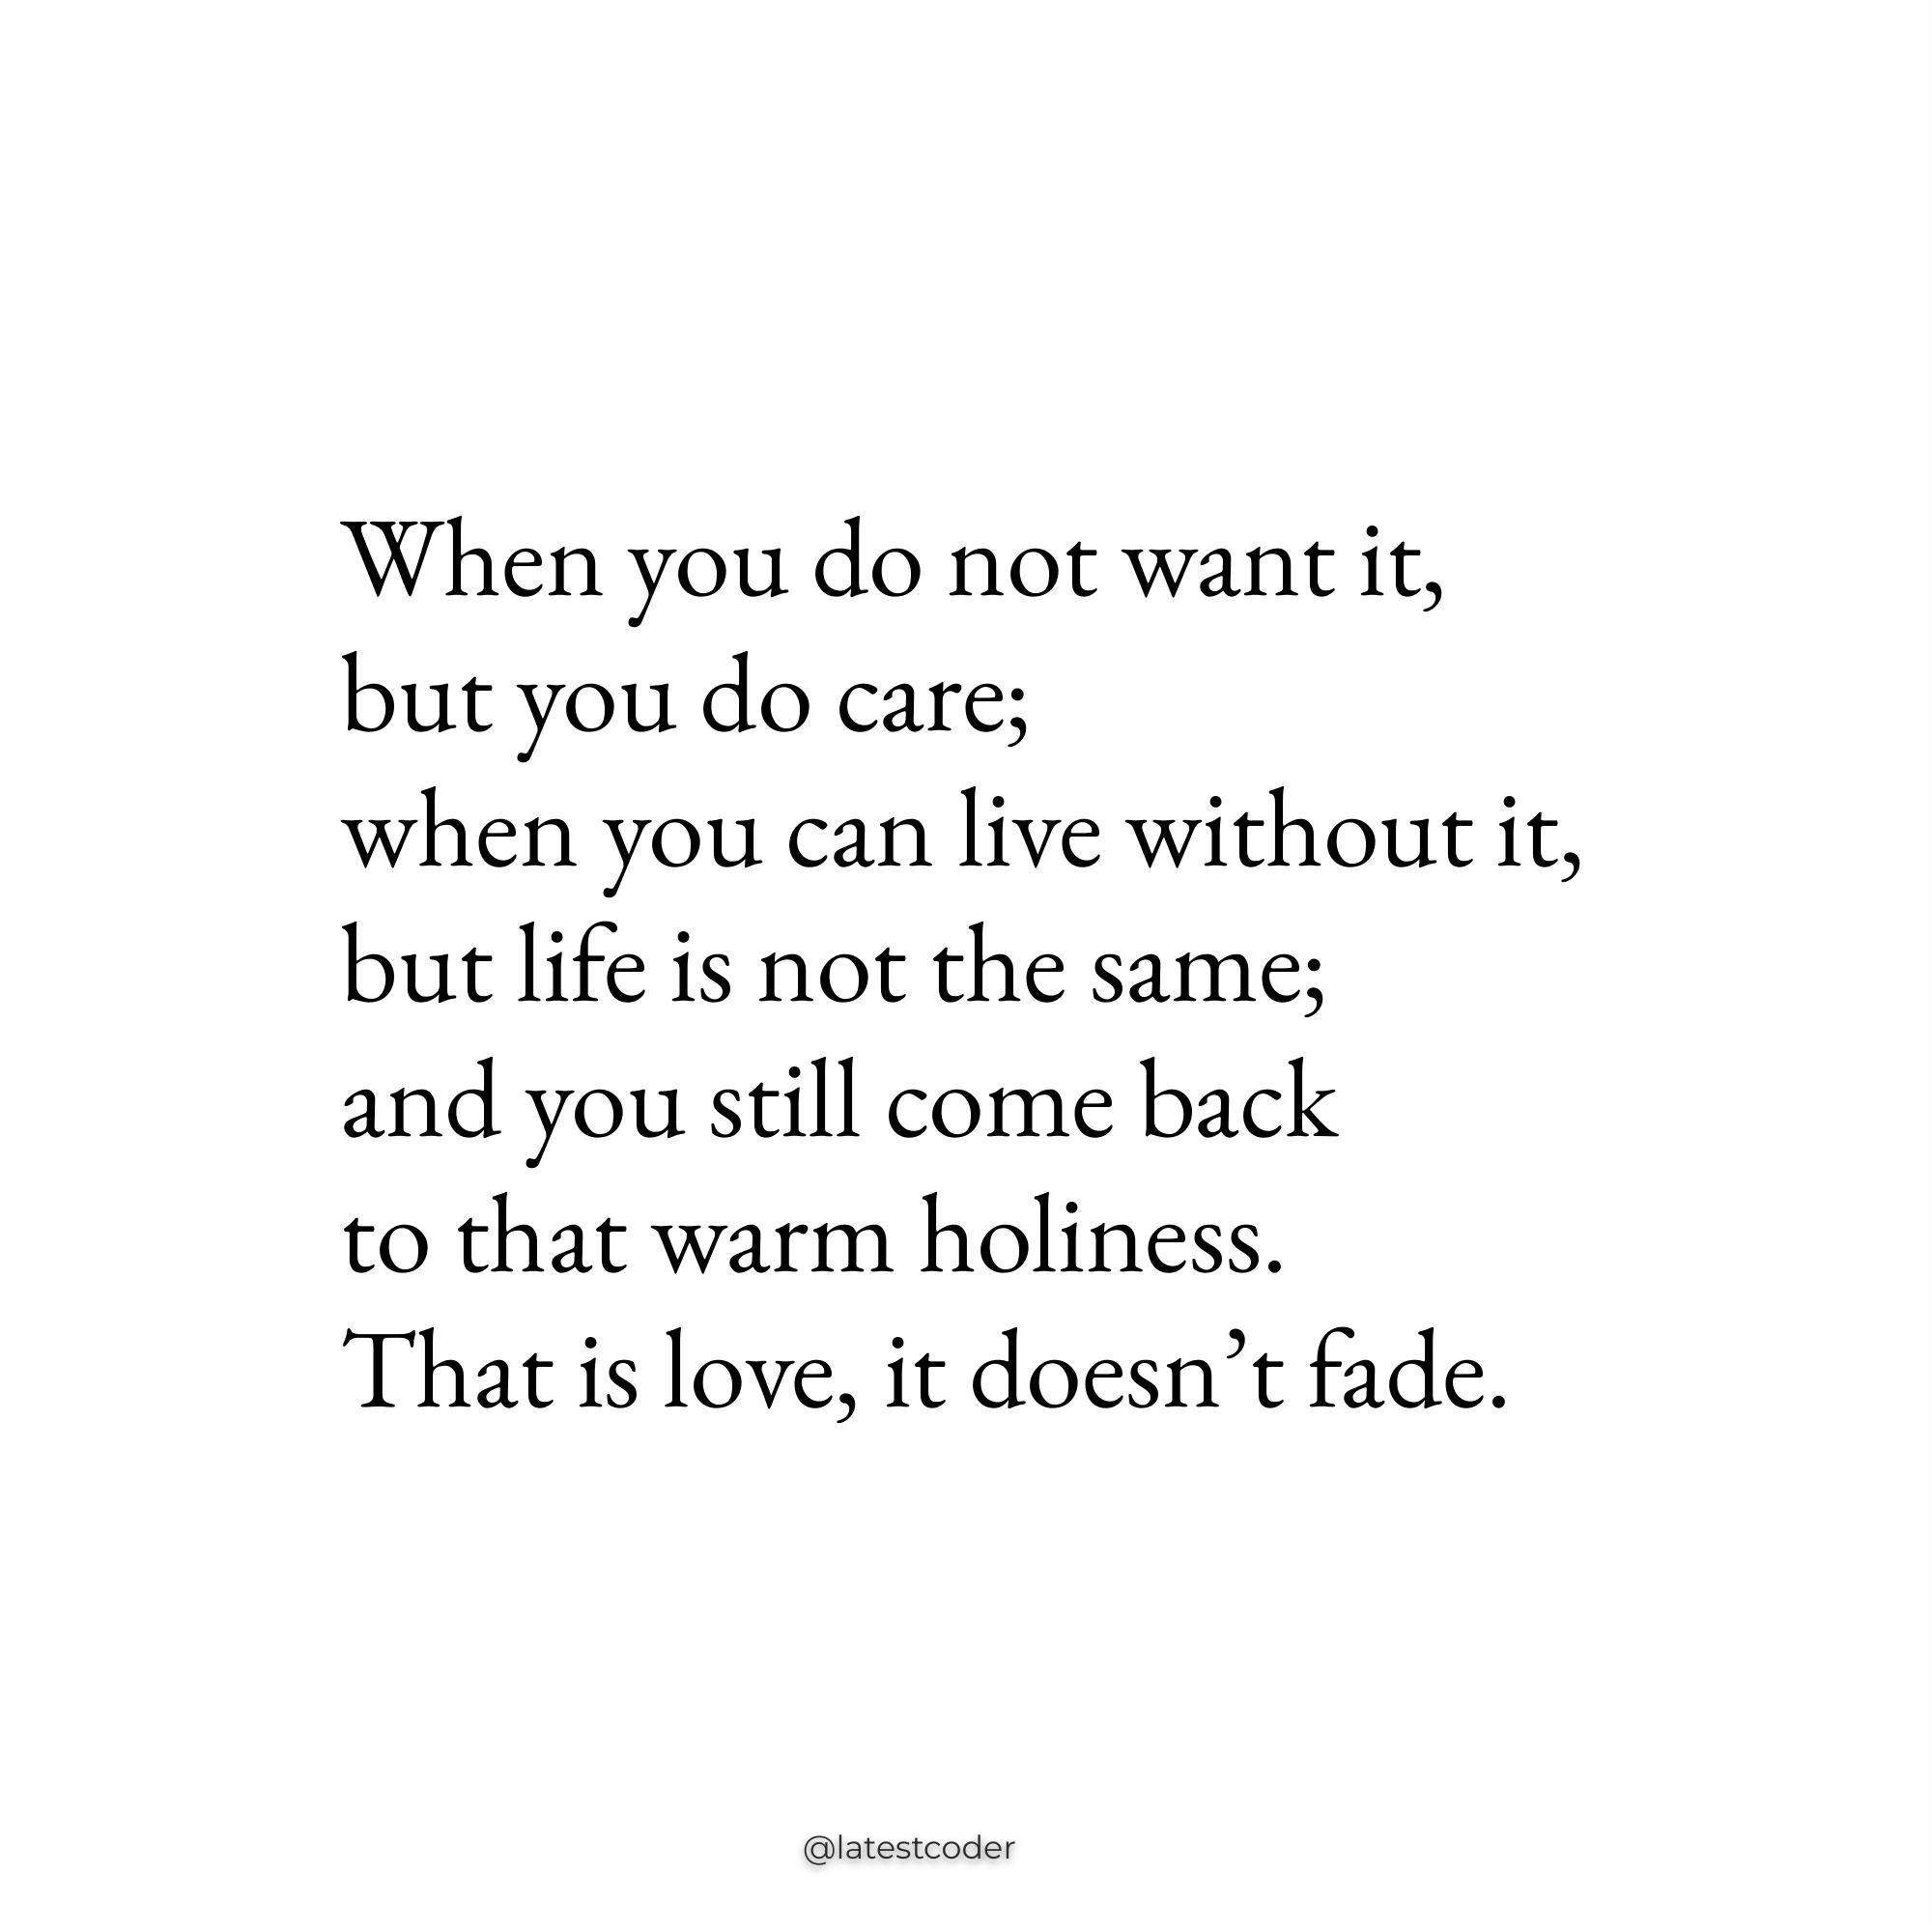 When you do not want it,
but you do care;
when you can live without it,
but life is not the same;
and you still come back
to that warm holiness.
That is love, it doesn’t fade.
@latestcoder